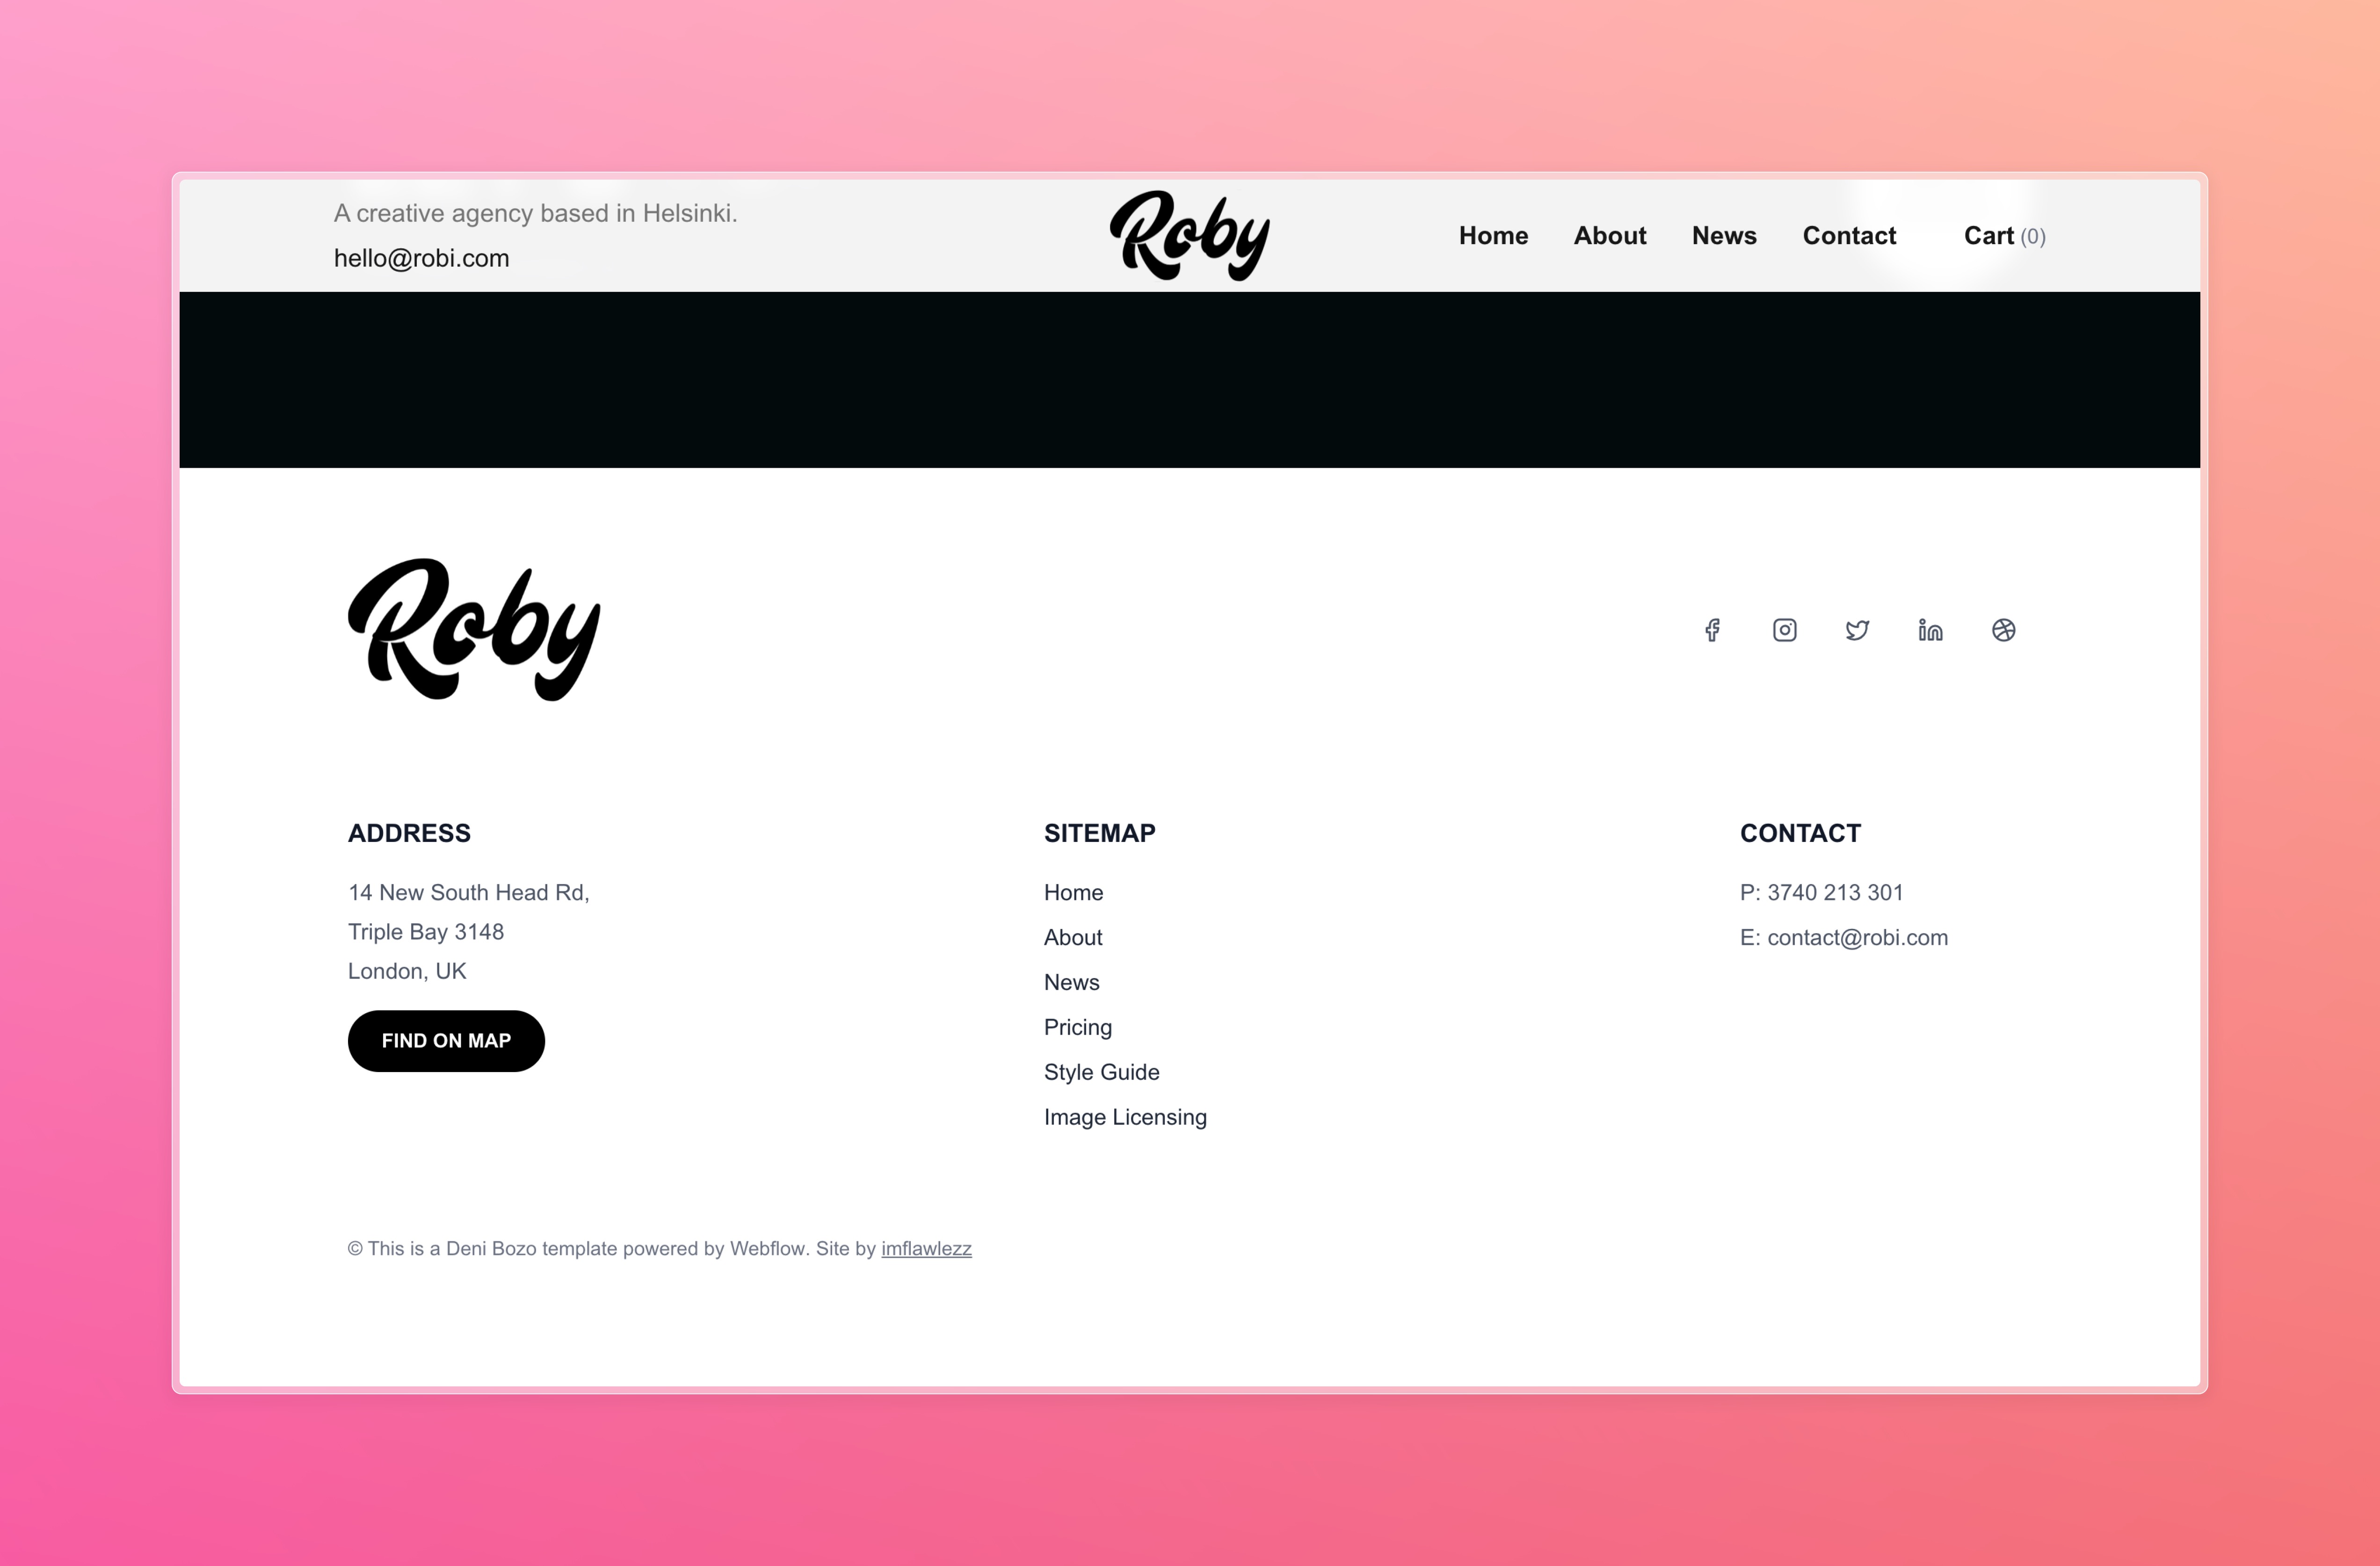 A creative agency based in Helsinki.
hello@robi.com
Roby
Home About News Contact Cart (0)
Roby
ADDRESS
14 New South Head Rd,
Triple Bay 3148
London, UK
FIND ON MAP
SITEMAP
Home
About
News
Pricing
Style Guide
Image Licensing
CONTACT
P: 3740 213 301
E: contact@robi.com
© This is a Deni Bozo template powered by Webflow. Site by imflawlezz